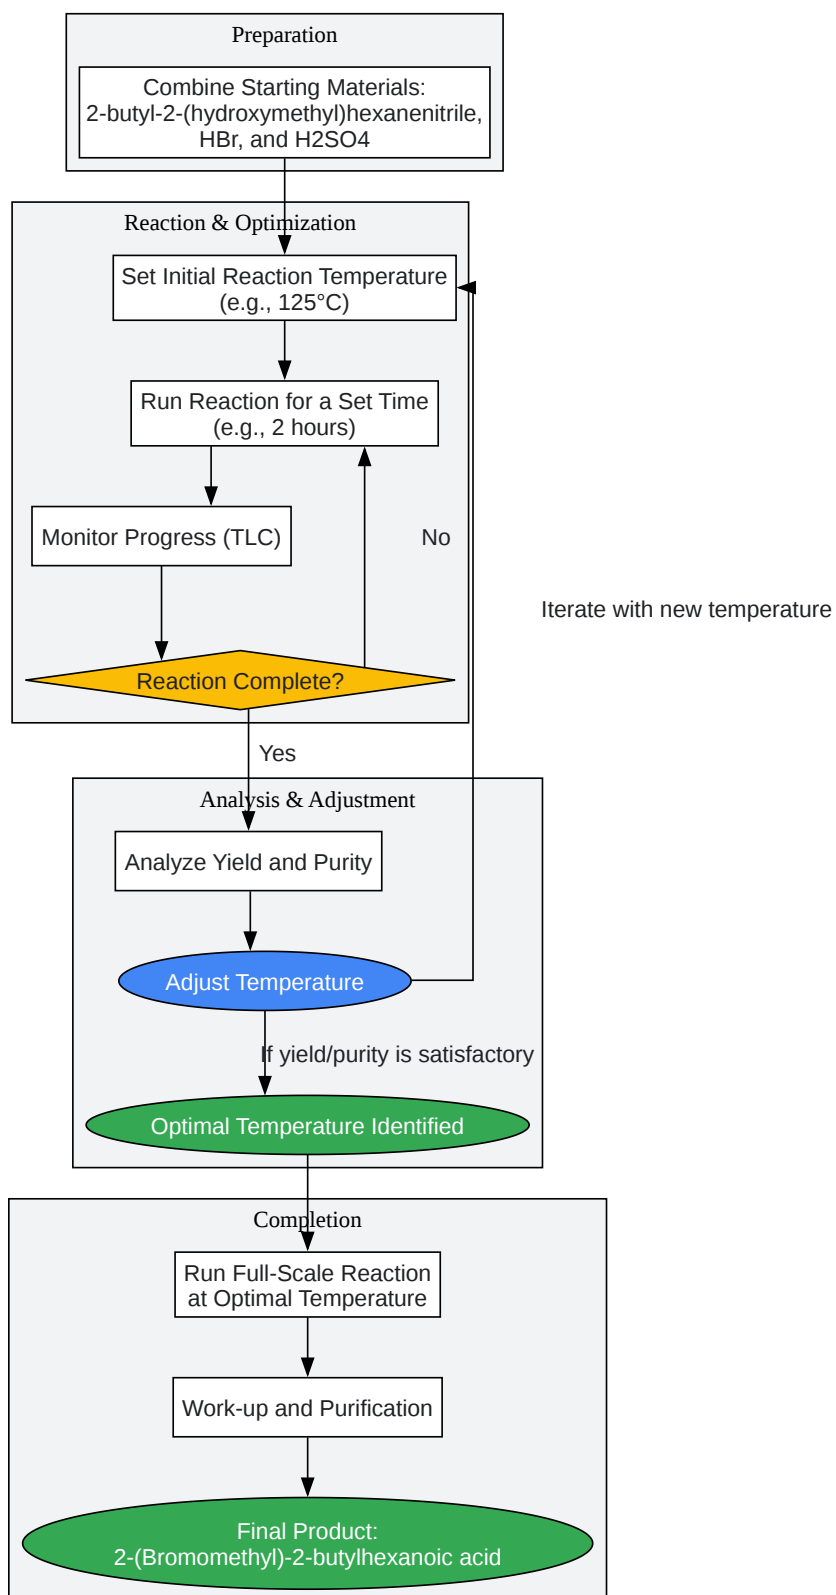 Preparation
Combine Starting Materials:
2-butyl-2-(hydroxymethyl)hexanenitrile,
HBr, and H2SO4
Reaction & Optimization
Set Initial Reaction Temperature
(e.g., 125°C)
Run Reaction for a Set Time
(e.g., 2 hours)
Monitor Progress (TLC)
No
Iterate with new temperature
Reaction Complete?
Yes
Analysis & Adjustment
Analyze Yield and Purity
Adjust Temperature
If yield/purity is satisfactory
Optimal Temperature Identified
Completion
Run Full-Scale Reaction
at Optimal Temperature
Work-up and Purification
Final Product:
2-(Bromomethyl)-2-butylhexanoic acid